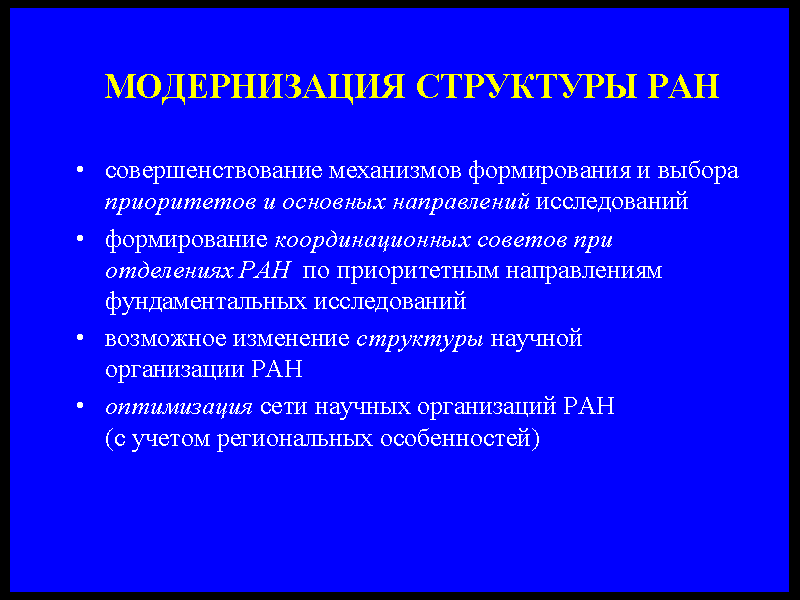 МОДЕРНИЗАЦИЯ СТРУКТУРЫ РАН
• совершенствование механизмов формирования и выбора
приоритетов и основных направлений исследований
• формирование координационных советов при
отделениях РАН по приоритетным направлениям
фундаментальных исследований
• возможное изменение структуры научной
организации РАН
• оптимизация сети научных организаций РАН
(с учетом региональных особенностей)